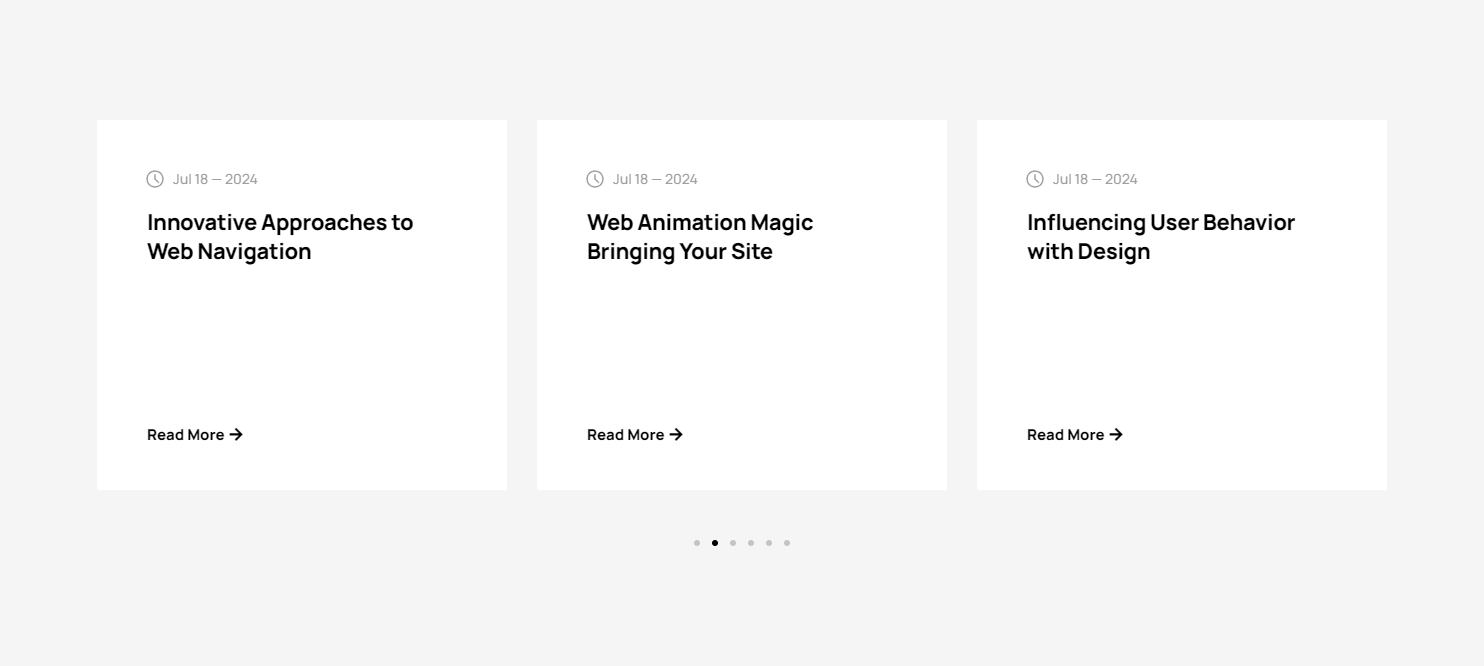 Jul 18 — 2024
Innovative Approaches to
Web Navigation
Read More
Jul 18 — 2024
Web Animation Magic
Bringing Your Site
Read More
Jul 18 — 2024
Influencing User Behavior
with Design
Read More